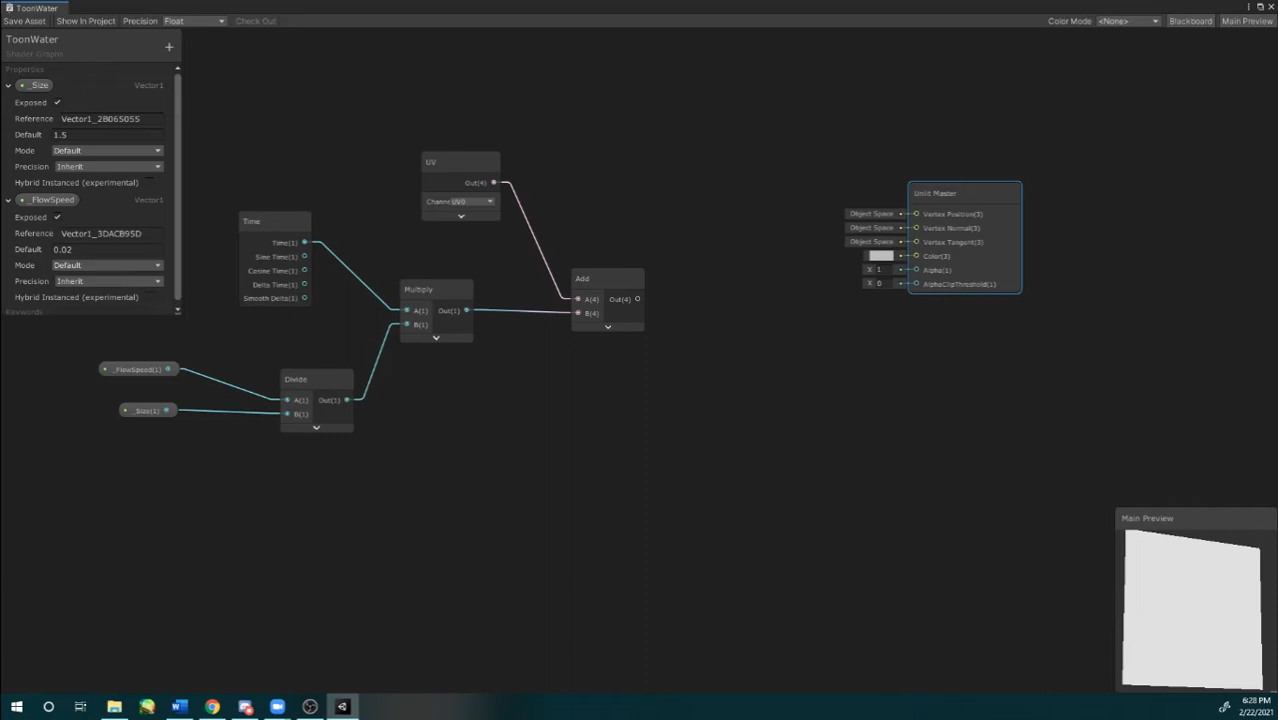 ToonWater
Save Asset Show In Project Precision Float Check Out Color Mode <None> Blackboard Main Preview
ToonWater
Shader Graphs
Properties
_Size Vector1
Exposed
Reference Vector1_2B065055
Default 1.5
Mode Default
Precision Inherit
Hybrid Instanced (experimental)
_FlowSpeed Vector1
Exposed
Reference Vector1_3DACB95D
Default 0.02
Mode Default
Precision Inherit
Hybrid Instanced (experimental)
Keywords
UV
Out(4)
Channe UV0
Time
Time(1)
Sine Time(1)
Cosine Time(1)
Delta Time(1)
Smooth Delta(1)
Multiply
A(1) Out(1)
B(1)
Add
A(4) Out(4)
B(4)
_FlowSpeed(1)
_Size(1)
Divide
A(1) Out(1)
B(1)
Unlit Master
Object Space Vertex Position(3)
Object Space Vertex Normal(3)
Object Space Vertex Tangent(3)
Color(3)
X 1 Alpha(1)
X 0 AlphaClipThreshold(1)
Main Preview
6:28 PM
2/22/2021